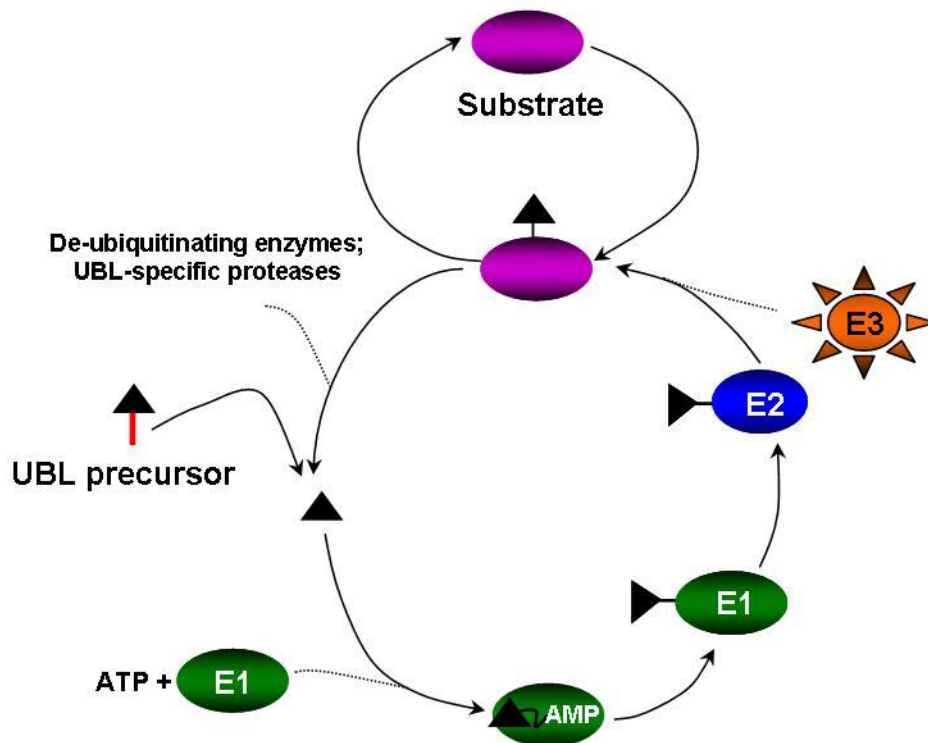 Substrate
De-ubiquitinating enzymes;
UBL-specific proteases
E3
E2
UBL precursor
E1
ATP + E1
AMP